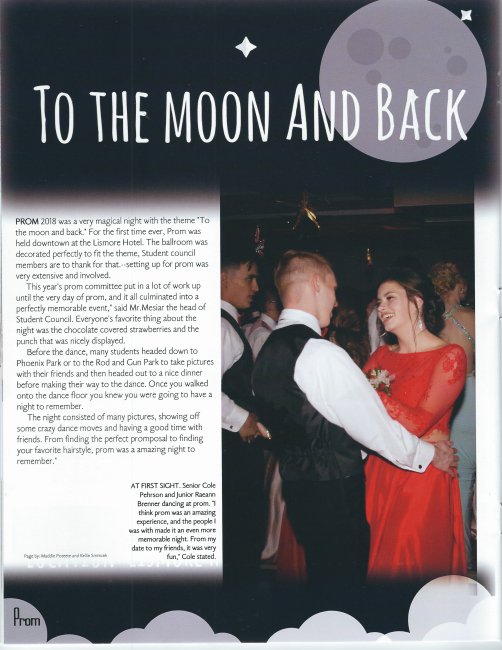 TO THE MOON AND BACK
PROM 2018 was a very magical night with the theme "To
the moon and back." For the first time ever, Prom was
held downtown at the Lismore Hotel. The ballroom was
decorated perfectly to fit the theme, Student council
members are to thank for that.--setting up for prom was
very extensive and involved.
This year's prom committee put in a lot of work up
until the very day of prom, and it all culminated into a
perfectly memorable event," said Mr.Mesiar the head of
Student Council. Everyone's favorite thing about the
night was the chocolate covered strawberries and the
punch that was nicely displayed.
Before the dance, many students headed down to
Phoenix Park or to the Rod and Gun Park to take pictures
with their friends and then headed out to a nice dinner
before making their way to the dance. Once you walked
onto the dance floor you knew you were going to have a
night to remember.
The night consisted of many pictures, showing off
some crazy dance moves and having a good time with
friends. From finding the perfect promposal to finding
your favorite hairstyle, prom was a amazing night to
remember."
AT FIRST SIGHT. Senior Cole
Pehrson and Junior Raeann
Brenner dancing at prom. "I
think prom was an amazing
experience, and the people I
was with made it an even more
memorable night. From my
date to my friends, it was very
fun," Cole stated.
Page by: Maddie and Kellie
Prom